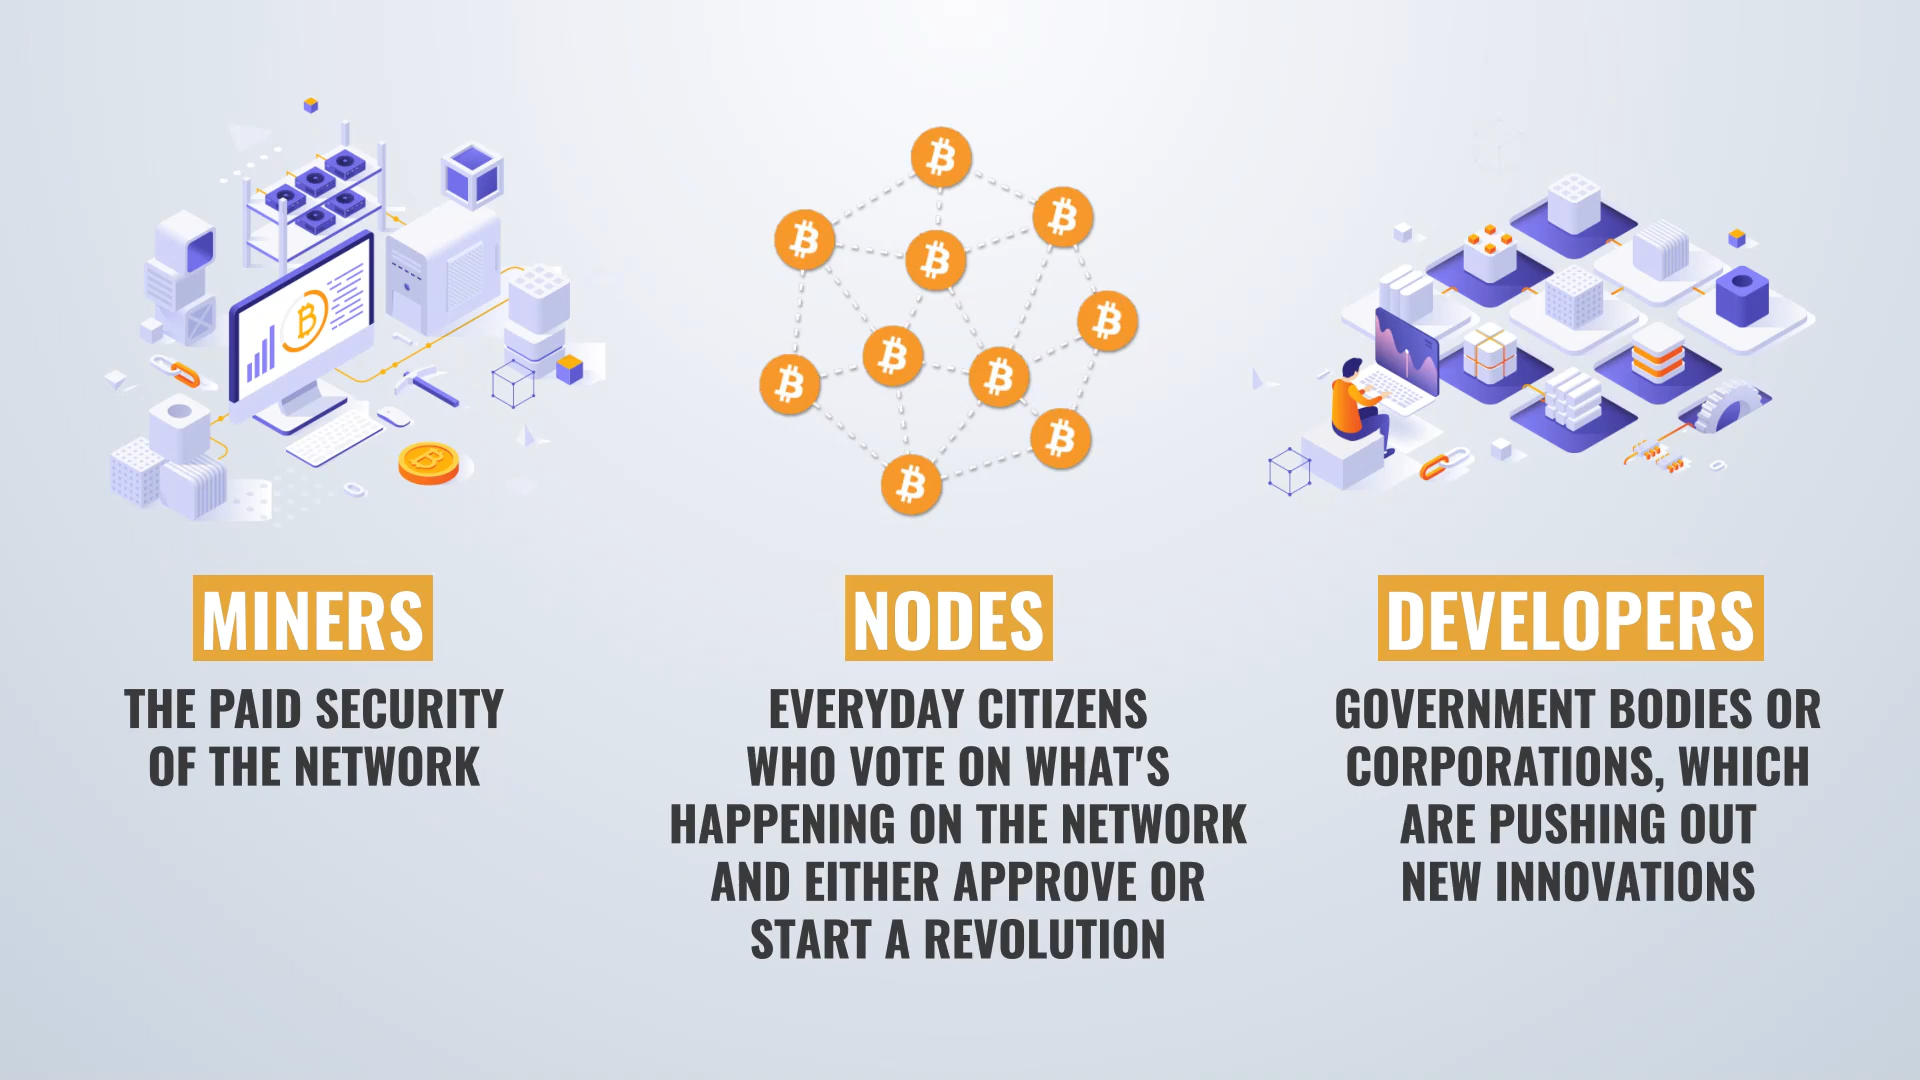 MINERS
THE PAID SECURITY
OF THE NETWORK
NODES
EVERYDAY CITIZENS
WHO VOTE ON WHAT'S
HAPPENING ON THE NETWORK
AND EITHER APPROVE OR
START A REVOLUTION
DEVELOPERS
GOVERNMENT BODIES OR
CORPORATIONS, WHICH
ARE PUSHING OUT
NEW INNOVATIONS